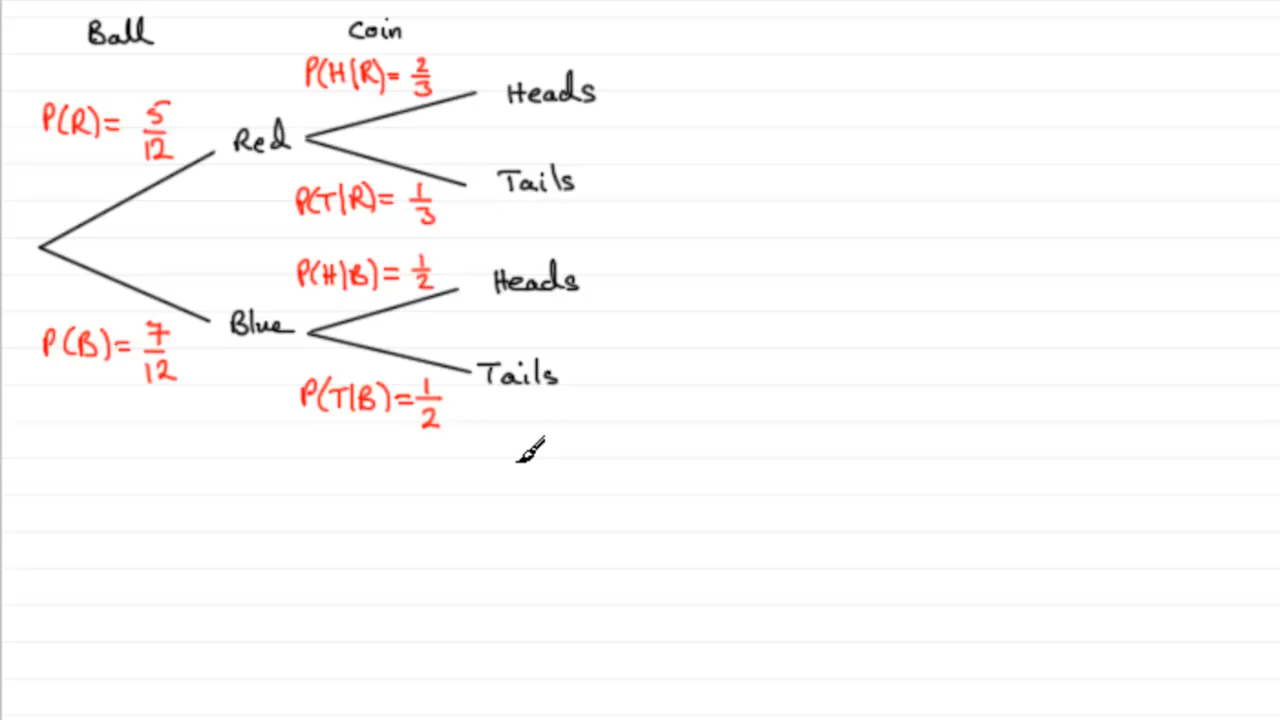 Ball
Coin
P(H|R)= 2/3
Heads
P(R)= 5/12
Red
Tails
P(T|R)= 1/3
P(H|B)= 1/2
Heads
Blue
P(B)= 7/12
Tails
P(T|B)= 1/2